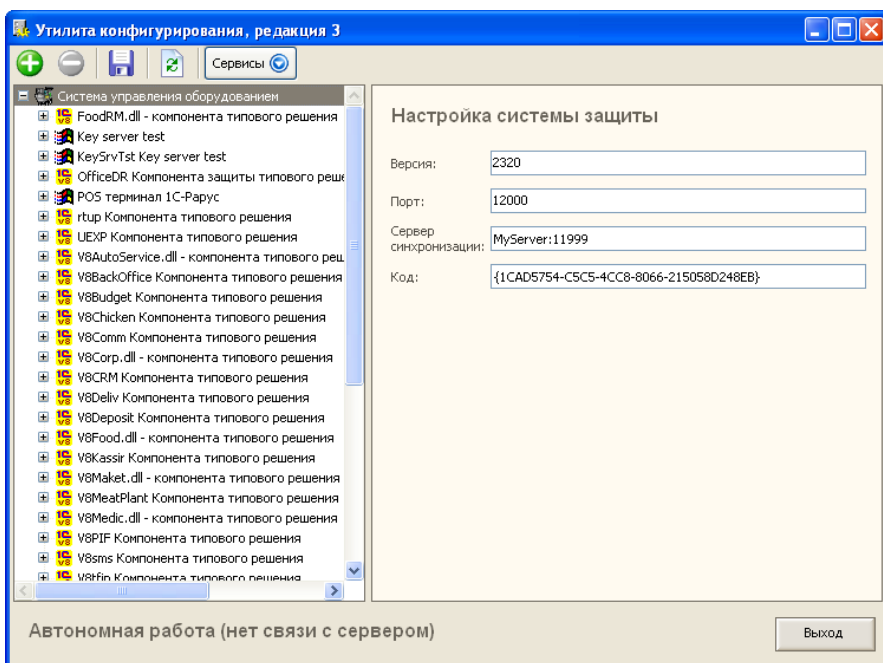 Утилита конфигурирования, редакция 3
Сервисы
Система управления оборудованием
FoodRM.dll - компонента типового решения
Key server test
KeySrvTst Key server test
OfficeDR Компонента защиты типового реше
POS терминал 1С-Рарус
rtup Компонента типового решения
UEXP Компонента типового решения
V8AutoService.dll - компонента типового реш
V8BackOffice Компонента типового решения
V8Budget Компонента типового решения
V8Chicken Компонента типового решения
V8Comm Компонента типового решения
V8Corp.dll - компонента типового решения
V8CRM Компонента типового решения
V8Deliv Компонента типового решения
V8Deposit Компонента типового решения
V8Food.dll - компонента типового решения
V8Kassir Компонента типового решения
V8Maket.dll - компонента типового решения
V8MeatPlant Компонента типового решения
V8Medic.dll - компонента типового решения
V8PIF Компонента типового решения
V8sms Компонента типового решения
V8tfin Компонента типового решения
Настройка системы защиты
Версия: 2320
Порт: 12000
Сервер
синхронизации: MyServer:11999
Код: {1CAD5754-C5C5-4CC8-8066-215058D248EB}
Автономная работа (нет связи с сервером)
Выход